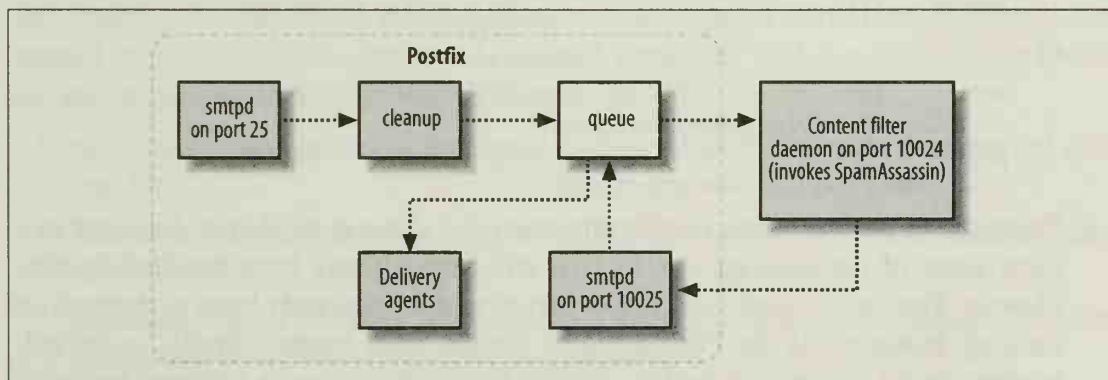 Postfix
smtpd
on port 25
cleanup
queue
Content filter
daemon on port 10024
(invokes SpamAssassin)
Delivery
agents
smtpd
on port 10025